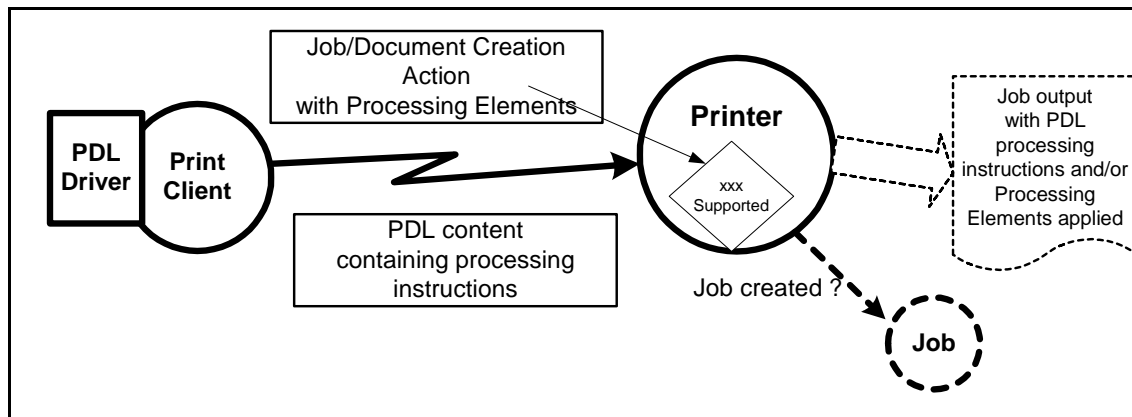 Job/Document Creation
Action
with Processing Elements
PDL
Driver
Print
Client
PDL content
containing processing
instructions
Printer
xxx
Supported
Job created ?
Job
Job output
with PDL
processing
instructions and/or
Processing
Elements applied